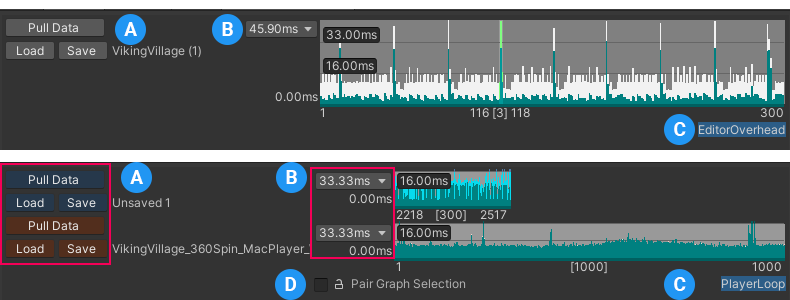 Pull Data A B 45.90ms 33.00ms
Load Save VikingVillage (1) 16.00ms
0.00ms
1 116 [3] 118 300
C EditorOverhead
Pull Data A B 33.33ms 16.00ms
Load Save Unsaved 1 0.00ms
2218 [300] 2517
Pull Data 33.33ms 16.00ms
Load Save VikingVillage_360Spin_MacPlayer_ 0.00ms
1 [1000] 1000
D Pair Graph Selection C PlayerLoop